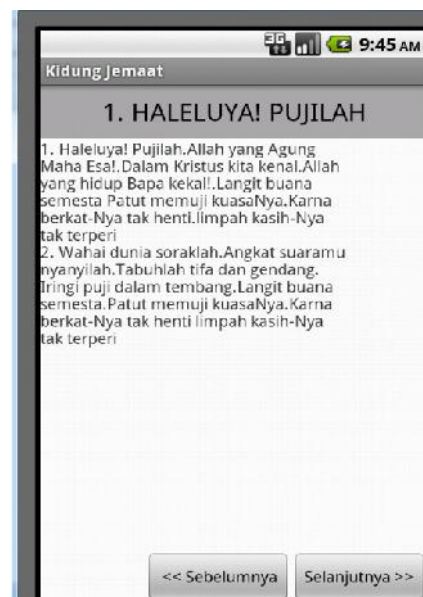 3G 9:45 AM
Kidung Jemaat
1. HALELUYA! PUJILAH
1. Haleluya! Pujilah.Allah yang Agung
Maha Esa!.Dalam Kristus kita kenal.Allah
yang hidup Bapa kekal!.Langit buana
semesta Patut memuji kuasaNya.Karna
berkat-Nya tak henti.limpah kasih-Nya
tak terperi
2. Wahai dunia soraklah.Angkat suaramu
nyanyilah.Tabuhlah tifa dan gendang.
Iringi puji dalam tembang.Langit buana
semesta.Patut memuji kuasaNya.Karna
berkat-Nya tak henti limpah kasih-Nya
tak terperi
<< Sebelumnya Selanjutnya >>